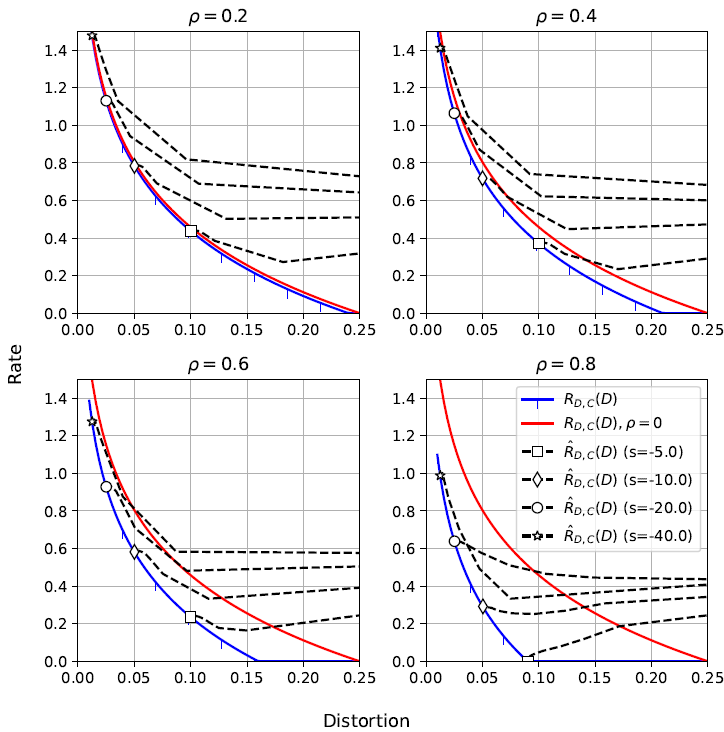 ρ = 0.2
ρ = 0.4
1.4
1.2
1.0
0.8
0.6
0.4
0.2
0.0
0.00 0.05 0.10 0.15 0.20 0.25
1.4
1.2
1.0
0.8
0.6
0.4
0.2
0.0
0.00 0.05 0.10 0.15 0.20 0.25
Rate
ρ = 0.6
ρ = 0.8
1.4
1.2
1.0
0.8
0.6
0.4
0.2
0.0
0.00 0.05 0.10 0.15 0.20 0.25
1.4
1.2
1.0
0.8
0.6
0.4
0.2
0.0
0.00 0.05 0.10 0.15 0.20 0.25
R_{D,C}(D)
R_{D,C}(D), ρ = 0
R̂_{D,C}(D) (s=-5.0)
R̂_{D,C}(D) (s=-10.0)
R̂_{D,C}(D) (s=-20.0)
R̂_{D,C}(D) (s=-40.0)
Distortion